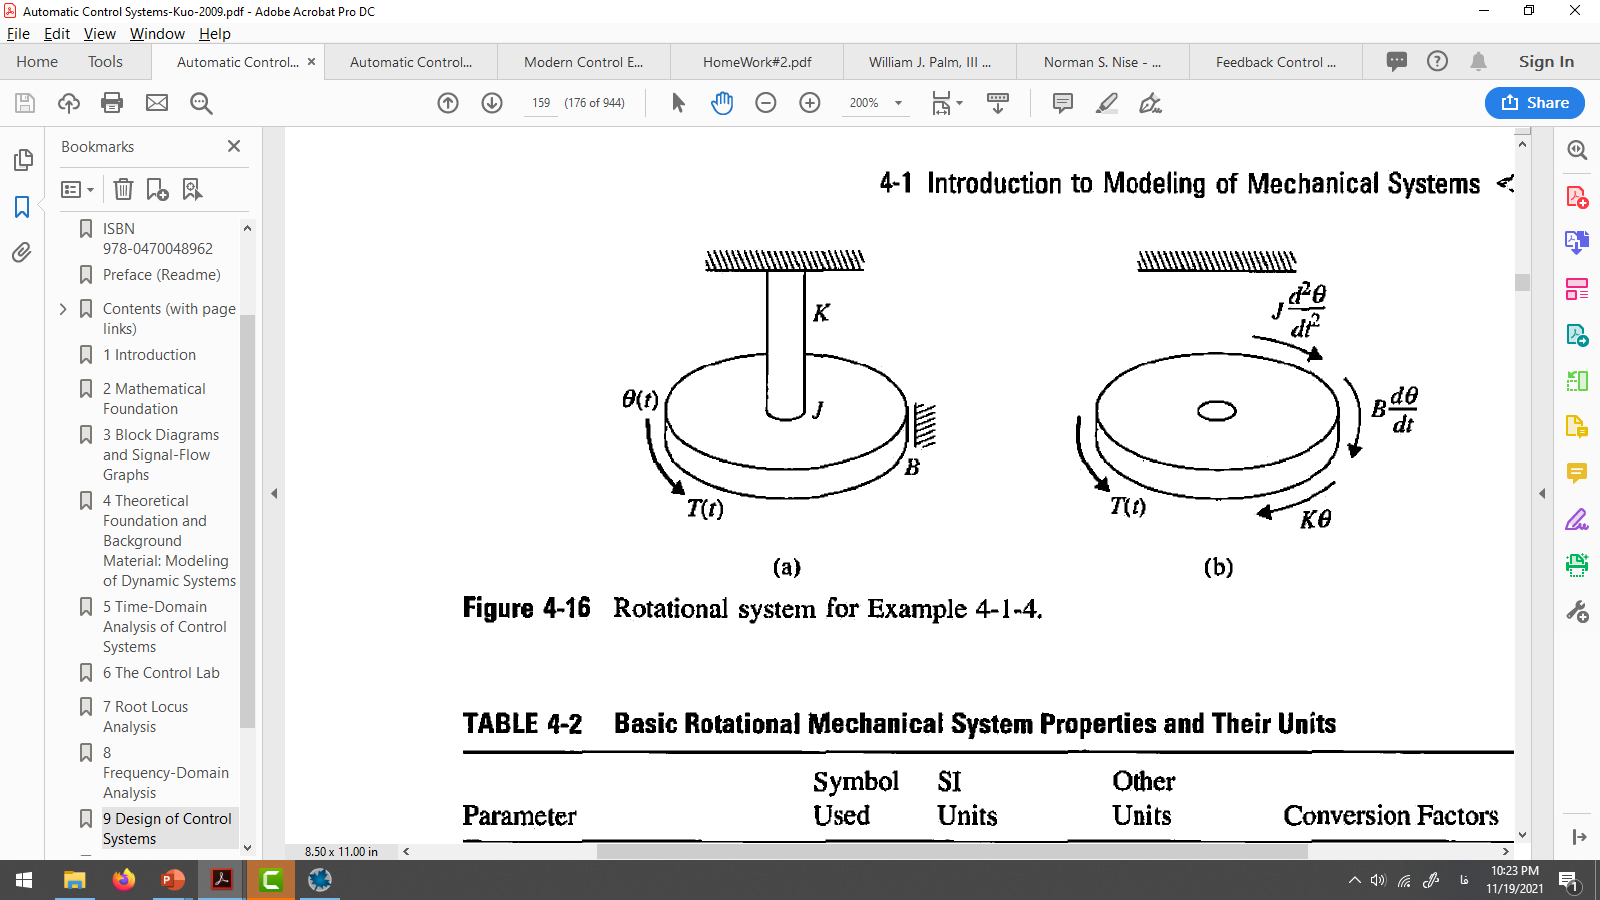 Automatic Control Systems-Kuo-2009.pdf - Adobe Acrobat Pro DC
File Edit View Window Help
Home Tools Automatic Control... × Automatic Control... Modern Control E... HomeWork#2.pdf William J. Palm, III ... Norman S. Nise - ... Feedback Control ... Sign In
159 (176 of 944) 200% Share
Bookmarks
ISBN
978-0470048962
Preface (Readme)
Contents (with page
links)
1 Introduction
2 Mathematical
Foundation
3 Block Diagrams
and Signal-Flow
Graphs
4 Theoretical
Foundation and
Background
Material: Modeling
of Dynamic Systems
5 Time-Domain
Analysis of Control
Systems
6 The Control Lab
7 Root Locus
Analysis
8
Frequency-Domain
Analysis
9 Design of Control
Systems
4-1 Introduction to Modeling of Mechanical Systems
K
θ(t)
J
B
T(t)
(a)
J d²θ/dt²
B dθ/dt
T(t)
Kθ
(b)
Figure 4-16 Rotational system for Example 4-1-4.
TABLE 4-2 Basic Rotational Mechanical System Properties and Their Units
Symbol SI Other
Parameter Used Units Units Conversion Factors
8.50 x 11.00 in
10:23 PM
فا
11/19/2021
1